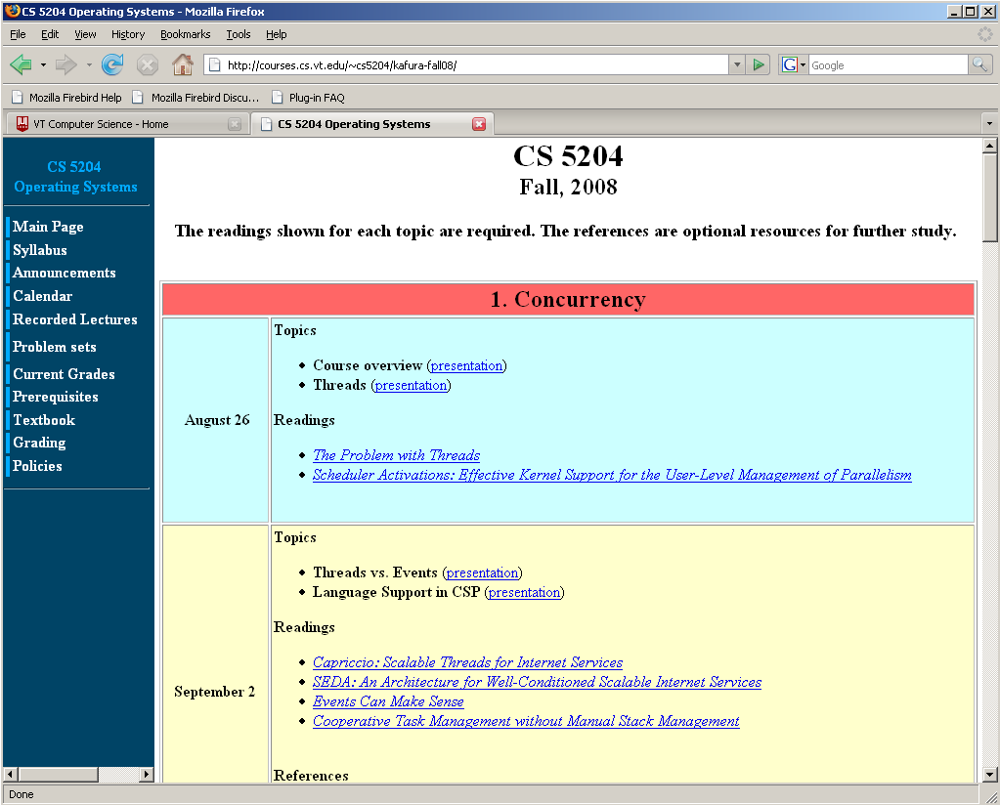 CS 5204 Operating Systems - Mozilla Firefox
File Edit View History Bookmarks Tools Help
http://courses.cs.vt.edu/~cs5204/kafura-fall08/
G Google
Mozilla Firebird Help Mozilla Firebird Discu... Plug-in FAQ
VT Computer Science - Home CS 5204 Operating Systems
CS 5204
Operating Systems
Main Page
Syllabus
Announcements
Calendar
Recorded Lectures
Problem sets
Current Grades
Prerequisites
Textbook
Grading
Policies
CS 5204
Fall, 2008
The readings shown for each topic are required. The references are optional resources for further study.
1. Concurrency
August 26
Topics
Course overview (presentation)
Threads (presentation)
Readings
The Problem with Threads
Scheduler Activations: Effective Kernel Support for the User-Level Management of Parallelism
September 2
Topics
Threads vs. Events (presentation)
Language Support in CSP (presentation)
Readings
Capriccio: Scalable Threads for Internet Services
SEDA: An Architecture for Well-Conditioned Scalable Internet Services
Events Can Make Sense
Cooperative Task Management without Manual Stack Management
References
Done